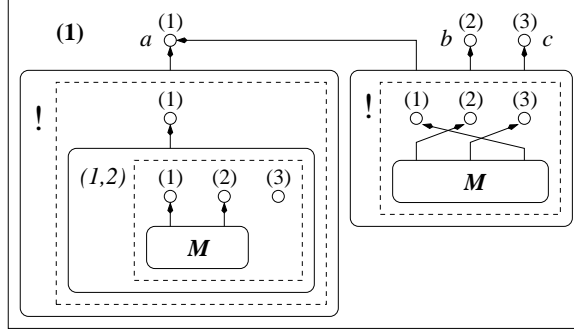 (1) (1) (2) (3)
a b c
! (1) ! (1) (2) (3)
(1,2) (1) (2) (3) M
M